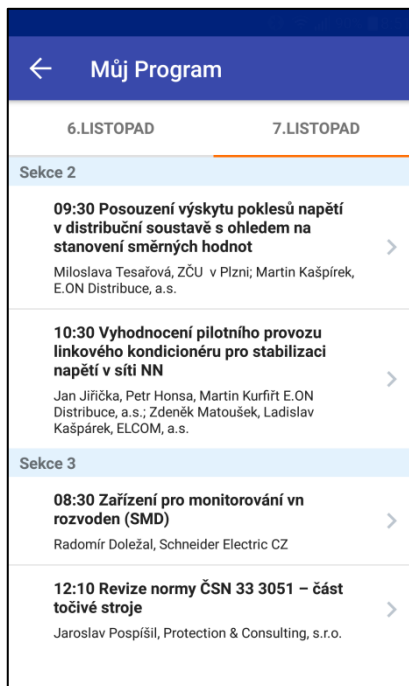 Můj Program
6.LISTOPAD 7.LISTOPAD
Sekce 2
09:30 Posouzení výskytu poklesů napětí
v distribuční soustavě s ohledem na
stanovení směrných hodnot
Miloslava Tesařová, ZČU v Plzni; Martin Kašpírek,
E.ON Distribuce, a.s.
10:30 Vyhodnocení pilotního provozu
linkového kondicionéru pro stabilizaci
napětí v síti NN
Jan Jiřička, Petr Honsa, Martin Kurfiřt E.ON
Distribuce, a.s.; Zdeněk Matoušek, Ladislav
Kašpárek, ELCOM, a.s.
Sekce 3
08:30 Zařízení pro monitorování vn
rozvoden (SMD)
Radomír Doležal, Schneider Electric CZ
12:10 Revize normy ČSN 33 3051 – část
točivé stroje
Jaroslav Pospíšil, Protection & Consulting, s.r.o.